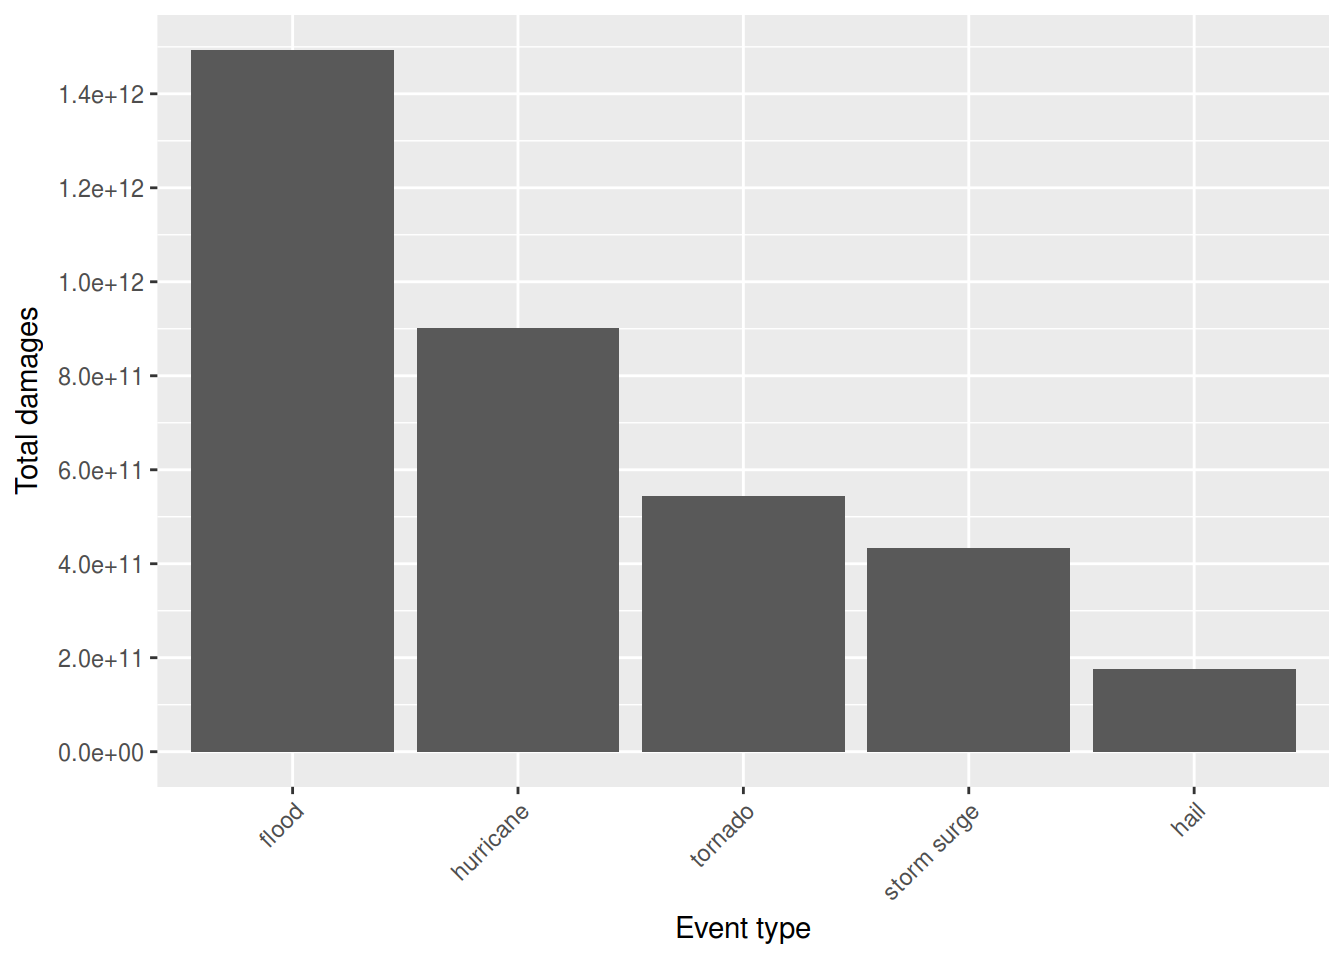 1.4e+12
1.2e+12
1.0e+12
8.0e+11
6.0e+11
4.0e+11
2.0e+11
0.0e+00
Total damages
flood
hurricane
tornado
storm surge
hail
Event type